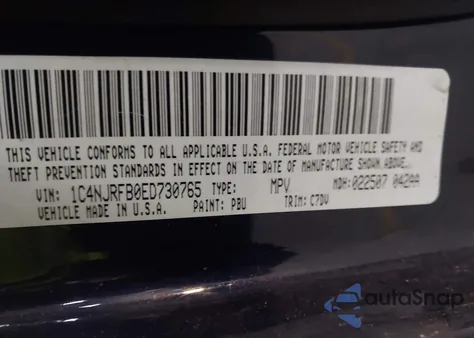 THIS VEHICLE CONFORMS TO ALL APPLICABLE U.S.A. FEDERAL MOTOR VEHICLE SAFETY AND
THEFT PREVENTION STANDARDS IN EFFECT ON THE DATE OF MANUFACTURE SHOWN ABOVE.
VIN: 1C4NJRFB0ED730765 TYPE: MPV MDH: 022507 042AA
VEHICLE MADE IN U.S.A. PAINT: PBU TRIM: C7DV
autoSnap